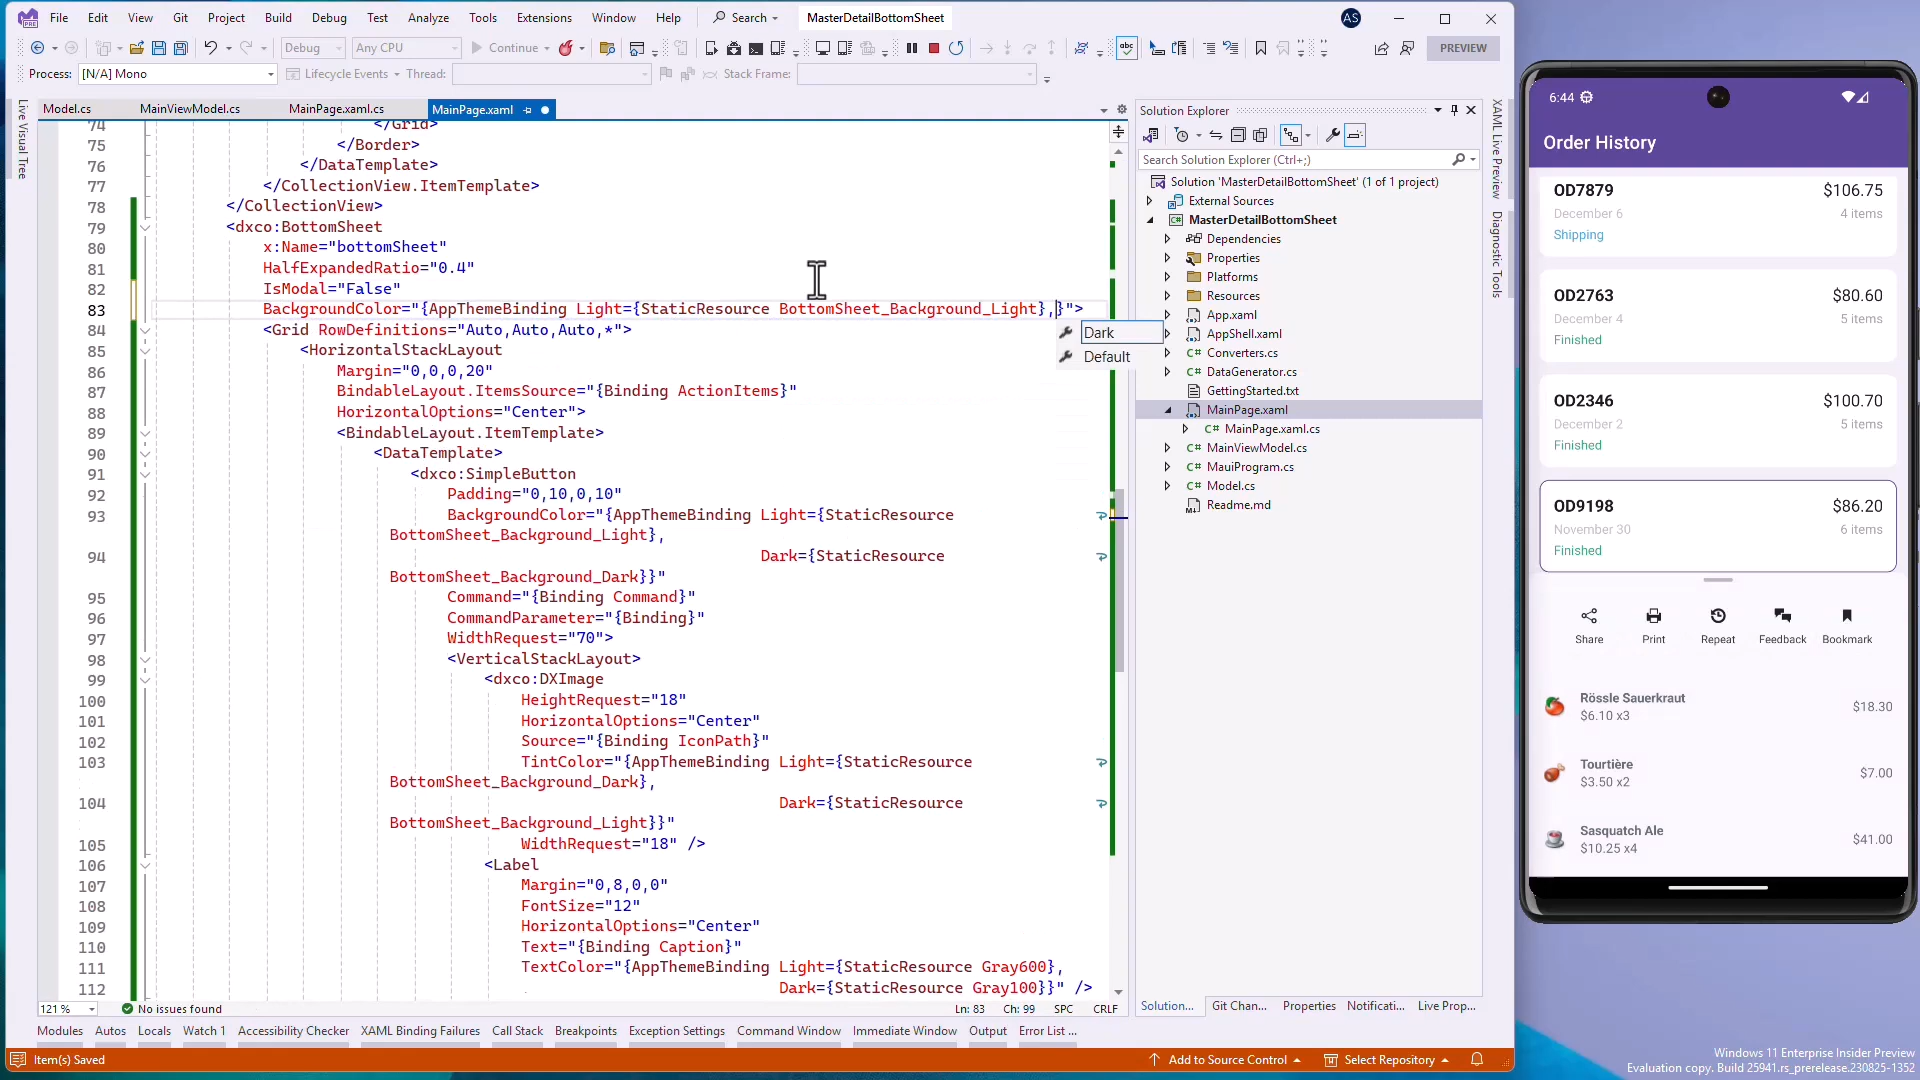 File Edit View Git Project Build Debug Test Analyze Tools Extensions Window Help Search MasterDetailBottomSheet AS
Debug Any CPU Continue PREVIEW
Process: [N/A] Mono Lifecycle Events Thread: Stack Frame:
Live Visual Tree
Model.cs MainViewModel.cs MainPage.xaml.cs MainPage.xaml
74 </Grid>
75 </Border>
76 </DataTemplate>
77 </CollectionView.ItemTemplate>
78 </CollectionView>
79 <dxco:BottomSheet
80 x:Name="bottomSheet"
81 HalfExpandedRatio="0.4"
82 IsModal="False"
83 BackgroundColor="{AppThemeBinding Light={StaticResource BottomSheet_Background_Light},}">
Dark
Default
84 <Grid RowDefinitions="Auto,Auto,Auto,*">
85 <HorizontalStackLayout
86 Margin="0,0,0,20"
87 BindableLayout.ItemsSource="{Binding ActionItems}"
88 HorizontalOptions="Center">
89 <BindableLayout.ItemTemplate>
90 <DataTemplate>
91 <dxco:SimpleButton
92 Padding="0,10,0,10"
93 BackgroundColor="{AppThemeBinding Light={StaticResource
BottomSheet_Background_Light},
94 Dark={StaticResource
BottomSheet_Background_Dark}}"
95 Command="{Binding Command}"
96 CommandParameter="{Binding}"
97 WidthRequest="70">
98 <VerticalStackLayout>
99 <dxco:DXImage
100 HeightRequest="18"
101 HorizontalOptions="Center"
102 Source="{Binding IconPath}"
103 TintColor="{AppThemeBinding Light={StaticResource
BottomSheet_Background_Dark},
104 Dark={StaticResource
BottomSheet_Background_Light}}"
105 WidthRequest="18" />
106 <Label
107 Margin="0,8,0,0"
108 FontSize="12"
109 HorizontalOptions="Center"
110 Text="{Binding Caption}"
111 TextColor="{AppThemeBinding Light={StaticResource Gray600},
112 Dark={StaticResource Gray100}}" />
121 % No issues found Ln: 83 Ch: 99 SPC CRLF
Modules Autos Locals Watch 1 Accessibility Checker XAML Binding Failures Call Stack Breakpoints Exception Settings Command Window Immediate Window Output Error List ...
Item(s) Saved Add to Source Control Select Repository
Solution Explorer
Search Solution Explorer (Ctrl+;)
Solution 'MasterDetailBottomSheet' (1 of 1 project)
External Sources
MasterDetailBottomSheet
Dependencies
Properties
Platforms
Resources
App.xaml
AppShell.xaml
C# Converters.cs
C# DataGenerator.cs
GettingStarted.txt
MainPage.xaml
C# MainPage.xaml.cs
C# MainViewModel.cs
C# MauiProgram.cs
C# Model.cs
Readme.md
Solution... Git Chan... Properties Notificati... Live Prop...
XAML Live Preview
Diagnostic Tools
6:44
Order History
OD7879 $106.75
December 6 4 items
Shipping
OD2763 $80.60
December 4 5 items
Finished
OD2346 $100.70
December 2 5 items
Finished
OD9198 $86.20
November 30 6 items
Finished
Share Print Repeat Feedback Bookmark
Rössle Sauerkraut
$6.10 x3 $18.30
Tourtière
$3.50 x2 $7.00
Sasquatch Ale
$10.25 x4 $41.00
Windows 11 Enterprise Insider Preview
Evaluation copy. Build 25941.rs_prerelease.230825-1352